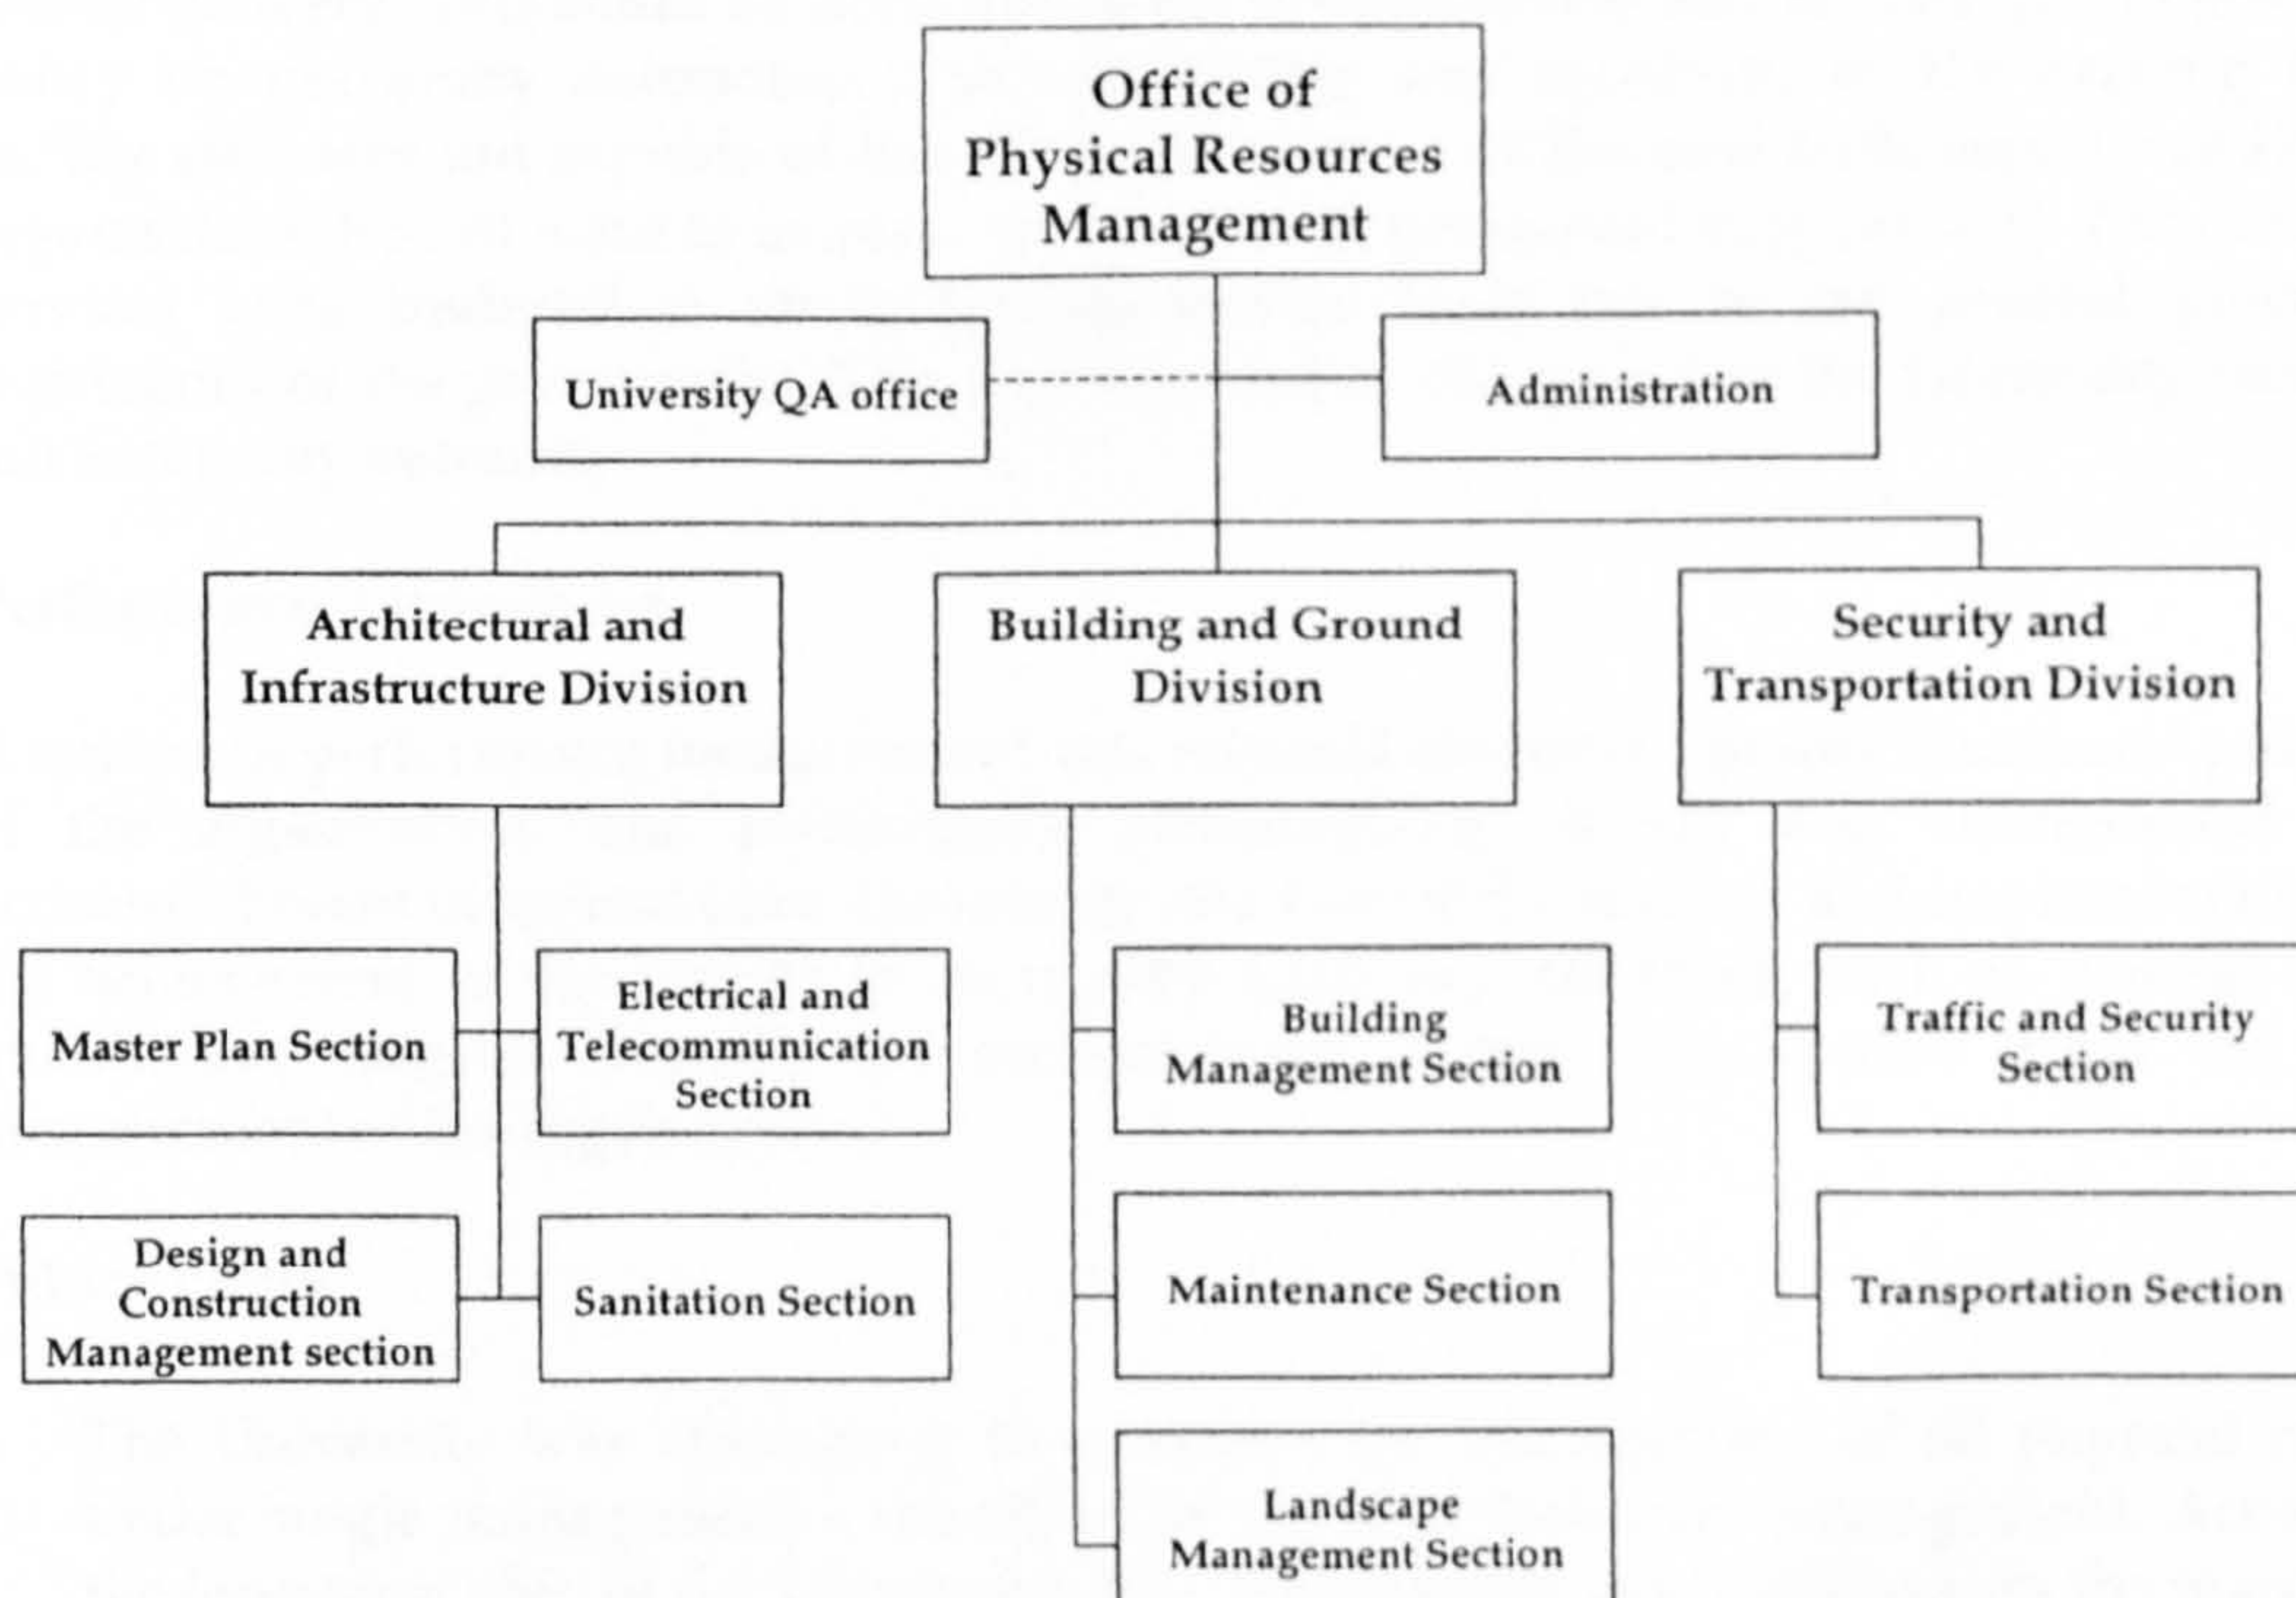 Office of
Physical Resources
Management
University QA office
Administration
Architectural and
Infrastructure Division
Building and Ground
Division
Security and
Transportation Division
Master Plan Section
Electrical and
Telecommunication
Section
Building
Management Section
Traffic and Security
Section
Design and
Construction
Management section
Sanitation Section
Maintenance Section
Transportation Section
Landscape
Management Section